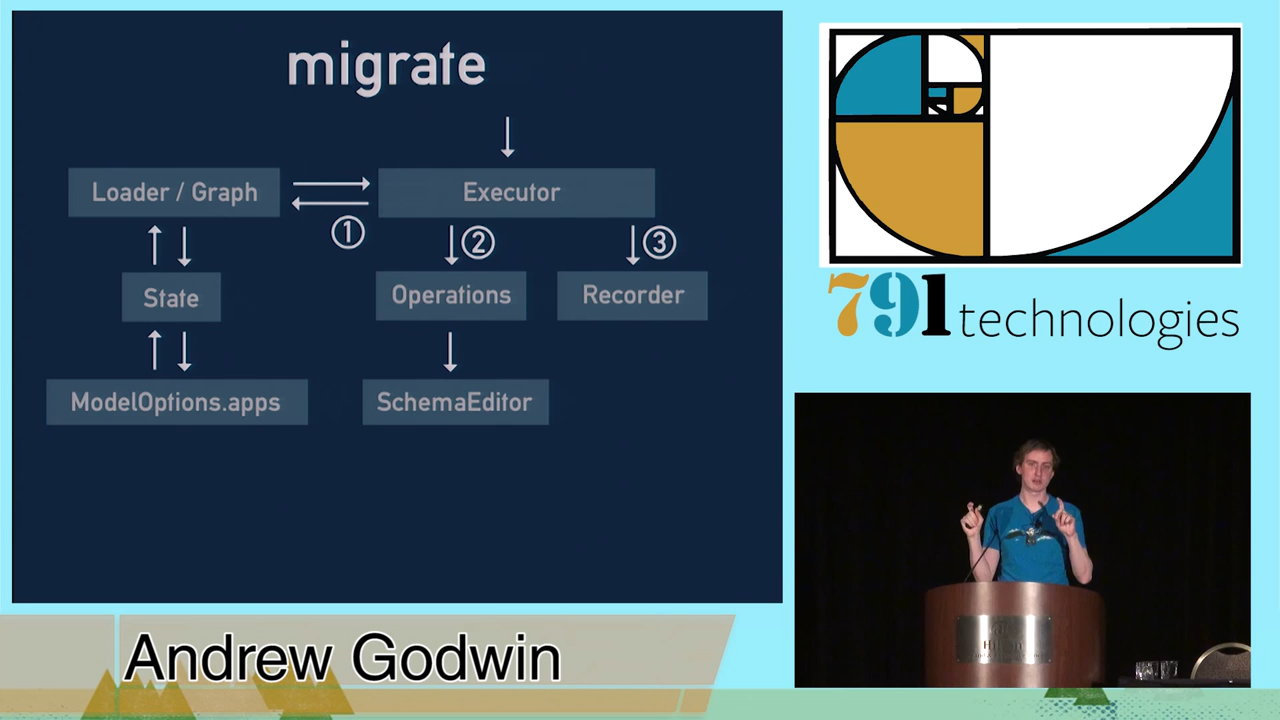 migrate
Loader / Graph
Executor
①
②
③
State
Operations
Recorder
ModelOptions.apps
SchemaEditor
791 technologies
Andrew Godwin